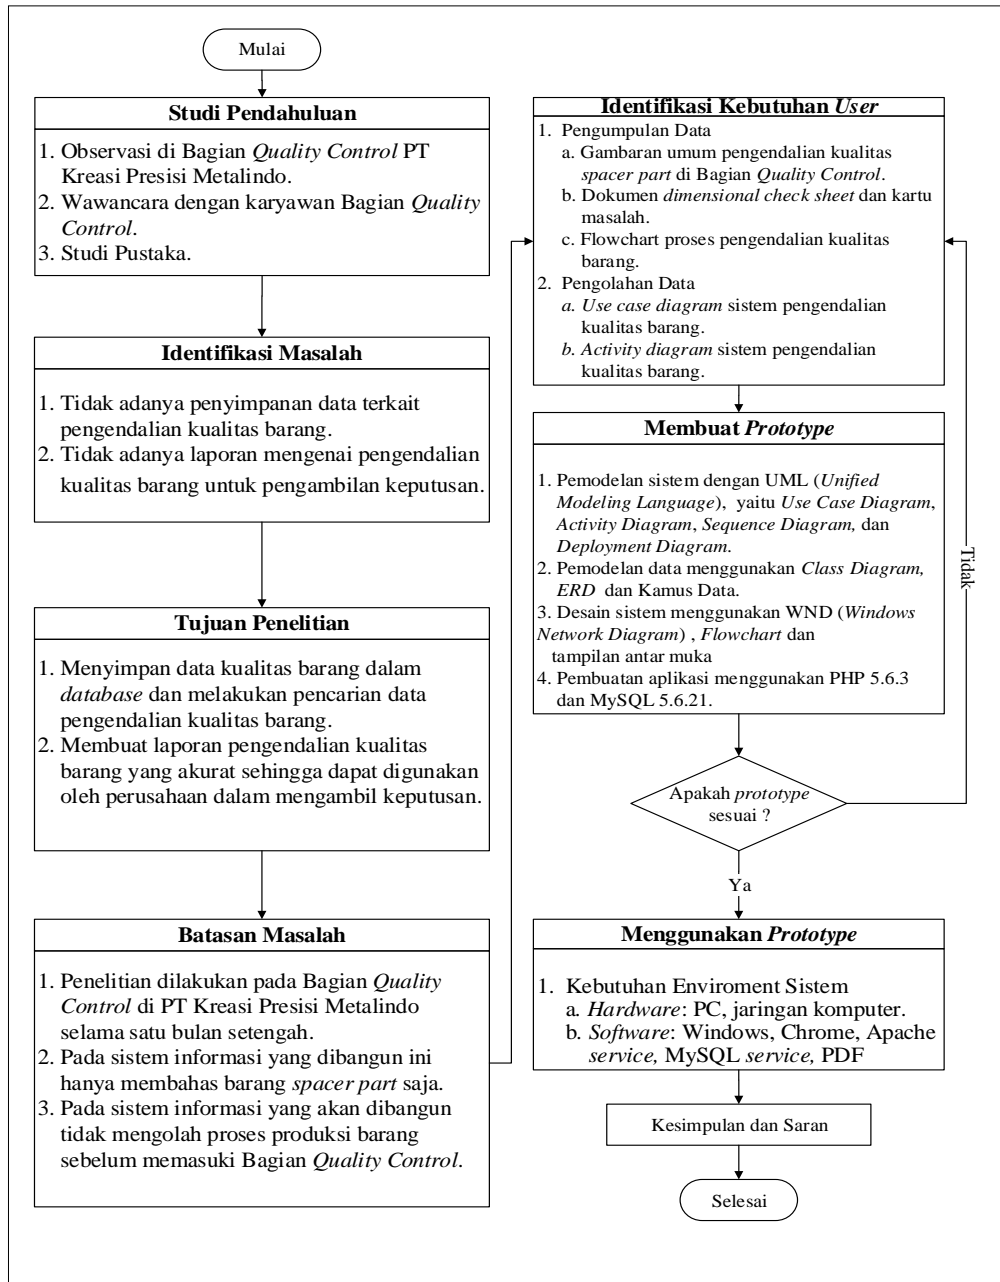 Mulai
Studi Pendahuluan
1. Observasi di Bagian Quality Control PT
Kreasi Presisi Metalindo.
2. Wawancara dengan karyawan Bagian Quality
Control.
3. Studi Pustaka.
Identifikasi Masalah
1. Tidak adanya penyimpanan data terkait
pengendalian kualitas barang.
2. Tidak adanya laporan mengenai pengendalian
kualitas barang untuk pengambilan keputusan.
Tujuan Penelitian
1. Menyimpan data kualitas barang dalam
database dan melakukan pencarian data
pengendalian kualitas barang.
2. Membuat laporan pengendalian kualitas
barang yang akurat sehingga dapat digunakan
oleh perusahaan dalam mengambil keputusan.
Batasan Masalah
1. Penelitian dilakukan pada Bagian Quality
Control di PT Kreasi Presisi Metalindo
selama satu bulan setengah.
2. Pada sistem informasi yang dibangun ini
hanya membahas barang spacer part saja.
3. Pada sistem informasi yang akan dibangun
tidak mengolah proses produksi barang
sebelum memasuki Bagian Quality Control.
Identifikasi Kebutuhan User
1. Pengumpulan Data
a. Gambaran umum pengendalian kualitas
spacer part di Bagian Quality Control.
b. Dokumen dimensional check sheet dan kartu
masalah.
c. Flowchart proses pengendalian kualitas
barang.
2. Pengolahan Data
a. Use case diagram sistem pengendalian
kualitas barang.
b. Activity diagram sistem pengendalian
kualitas barang.
Membuat Prototype
1. Pemodelan sistem dengan UML (Unified
Modeling Language), yaitu Use Case Diagram,
Activity Diagram, Sequence Diagram, dan
Deployment Diagram.
2. Pemodelan data menggunakan Class Diagram,
ERD dan Kamus Data.
3. Desain sistem menggunakan WND (Windows
Network Diagram) , Flowchart dan
tampilan antar muka
4. Pembuatan aplikasi menggunakan PHP 5.6.3
dan MySQL 5.6.21.
Apakah prototype
sesuai ?
Tidak
Ya
Menggunakan Prototype
1. Kebutuhan Enviroment Sistem
a. Hardware: PC, jaringan komputer.
b. Software: Windows, Chrome, Apache
service, MySQL service, PDF
Kesimpulan dan Saran
Selesai